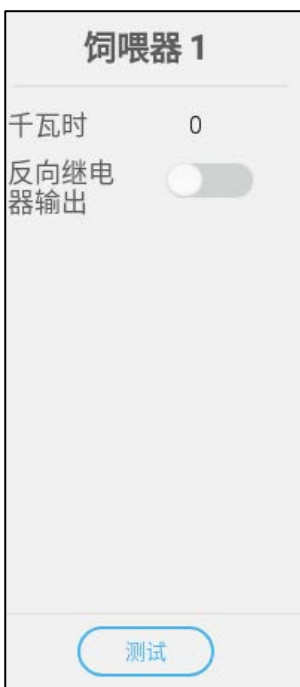 饲喂器 1
千瓦时 0
反向继电
器输出
测试